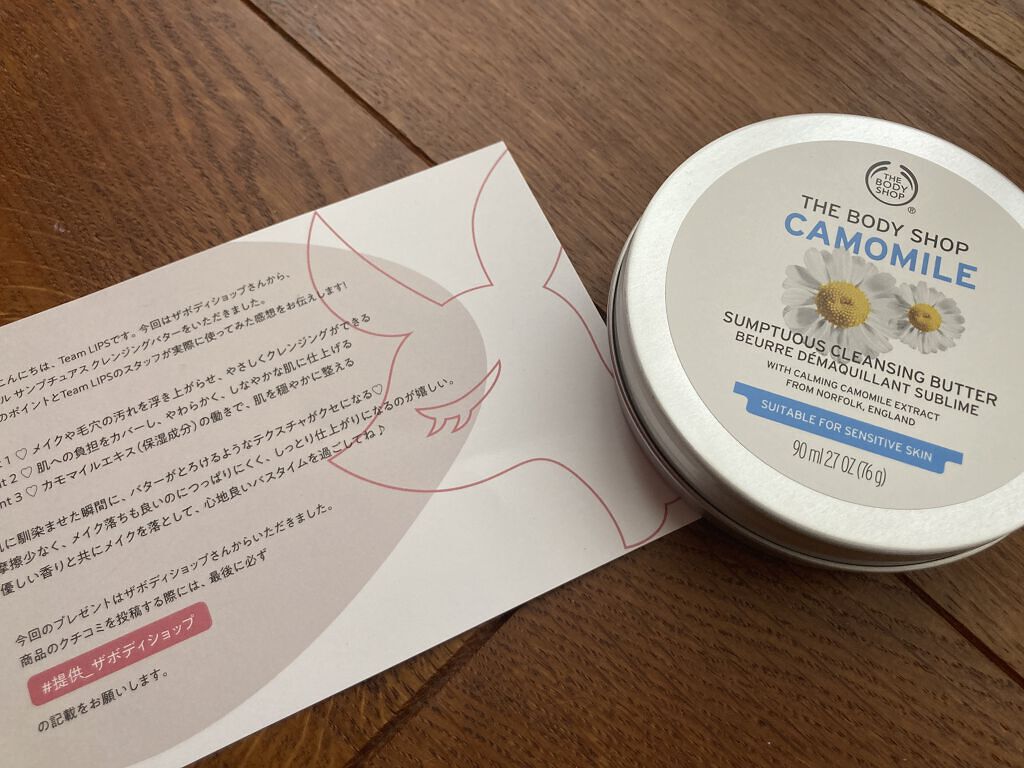 こんにちは、Team LIPSです。今回はザボディショップさんから、
ル サンプチュアス クレンジングバターをいただきました。
のポイントとTeam LIPSのスタッフが実際に使ってみた感想をお伝えします!
1 ♡ メイクや毛穴の汚れを浮き上がらせ、やさしくクレンジングができる
nt 2 ♡ 肌への負担をカバーし、やわらかく、しなやかな肌に仕上げる
nt 3 ♡ カモマイルエキス(保湿成分)の働きで、肌を穏やかに整える
に馴染ませた瞬間に、バターがとろけるようなテクスチャがクセになる♡
摩擦少なく、メイク落ちも良いのにつっぱりにくく、しっとり仕上がりになるのが嬉しい。
優しい香りと共にメイクを落として、心地良いバスタイムを過ごしてね♪
今回のプレゼントはザボディショップさんからいただきました。
商品のクチコミを投稿する際には、最後に必ず
#提供_ザボディショップ
の記載をお願いします。
THE
BODY
SHOP
®
THE BODY SHOP
CAMOMILE
SUMPTUOUS CLEANSING BUTTER
BEURRE DÉMAQUILLANT SUBLIME
WITH CALMING CAMOMILE EXTRACT
FROM NORFOLK, ENGLAND
SUITABLE FOR SENSITIVE SKIN
90 ml 2.7 OZ (76 g)